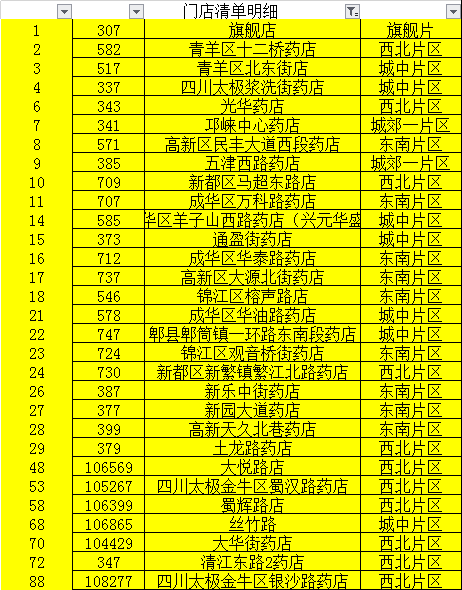 门店清单明细
1 307 旗舰店 旗舰片
2 582 青羊区十二桥药店 西北片区
3 517 青羊区北东街店 城中片区
4 337 四川太极浆洗街药店 城中片区
6 343 光华药店 西北片区
7 341 邛崃中心药店 城郊一片区
8 571 高新区民丰大道西段药店 东南片区
9 385 五津西路药店 城郊一片区
10 709 新都区马超东路店 西北片区
11 707 成华区万科路药店 东南片区
14 585 华区羊子山西路药店（兴元华盛 城中片区
15 373 通盈街药店 城中片区
16 712 成华区华泰路药店 东南片区
17 737 高新区大源北街药店 东南片区
18 546 锦江区榕声路店 东南片区
21 578 成华区华油路药店 城中片区
22 747 郫县郫筒镇一环路东南段药店 城中片区
23 724 锦江区观音桥街药店 东南片区
24 730 新都区新繁镇繁江北路药店 西北片区
26 387 新乐中街药店 东南片区
27 377 新园大道药店 东南片区
28 399 高新天久北巷药店 东南片区
29 379 土龙路药店 西北片区
48 106569 大悦路店 西北片区
53 105267 四川太极金牛区蜀汉路药店 西北片区
58 106399 蜀辉路店 西北片区
68 106865 丝竹路 城中片区
70 104429 大华街药店 西北片区
72 347 清江东路2药店 西北片区
88 108277 四川太极金牛区银沙路药店 西北片区